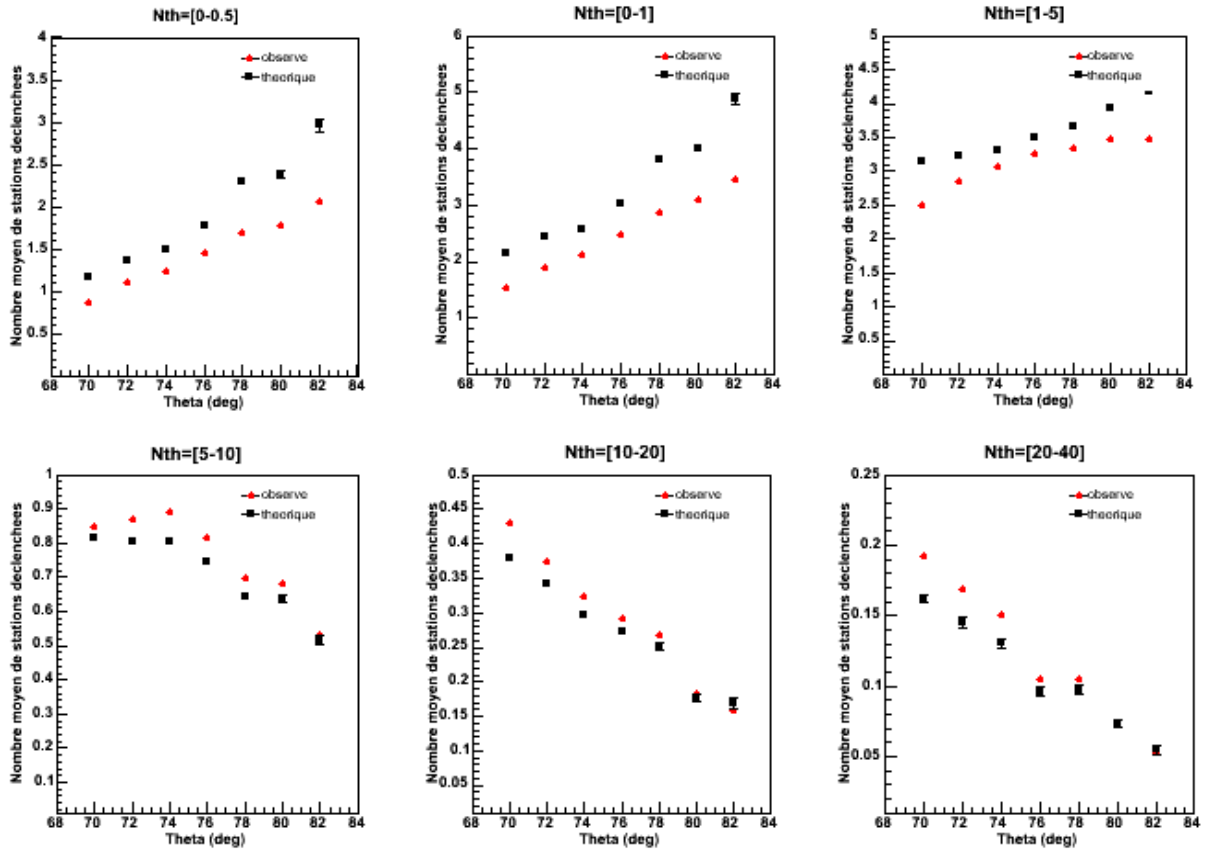 Nth=[0-0.5]
Nombre moyen de stations declenchees
4
3.5
3
2.5
2
1.5
1
0.5
observe
theorique
68 70 72 74 76 78 80 82 84
Theta (deg)
Nth=[0-1]
Nombre moyen de stations declenchees
6
5
4
3
2
1
observe
theorique
68 70 72 74 76 78 80 82 84
Theta (deg)
Nth=[1-5]
Nombre moyen de stations declenchees
5
4.5
4
3.5
3
2.5
2
1.5
1
0.5
observe
theorique
68 70 72 74 76 78 80 82 84
Theta (deg)
Nth=[5-10]
Nombre moyen de stations declenchees
1
0.9
0.8
0.7
0.6
0.5
0.4
0.3
0.2
0.1
observe
theorique
68 70 72 74 76 78 80 82 84
Theta (deg)
Nth=[10-20]
Nombre moyen de stations declenchees
0.5
0.45
0.4
0.35
0.3
0.25
0.2
0.15
0.1
0.05
observe
theorique
68 70 72 74 76 78 80 82 84
Theta (deg)
Nth=[20-40]
Nombre moyen de stations declenchees
0.25
0.2
0.15
0.1
0.05
observe
theorique
68 70 72 74 76 78 80 82 84
Theta (deg)